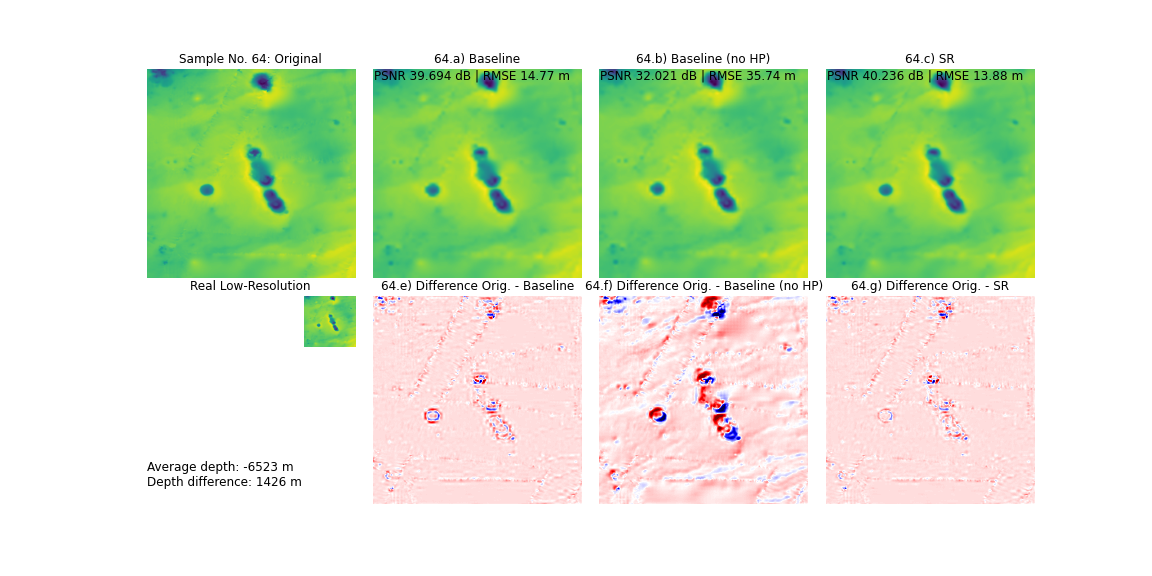 Sample No. 64: Original
64.a) Baseline
64.b) Baseline (no HP)
64.c) SR
PSNR 39.694 dB | RMSE 14.77 m
PSNR 32.021 dB | RMSE 35.74 m
PSNR 40.236 dB | RMSE 13.88 m
Real Low-Resolution
64.e) Difference Orig. - Baseline
64.f) Difference Orig. - Baseline (no HP)
64.g) Difference Orig. - SR
Average depth: -6523 m
Depth difference: 1426 m